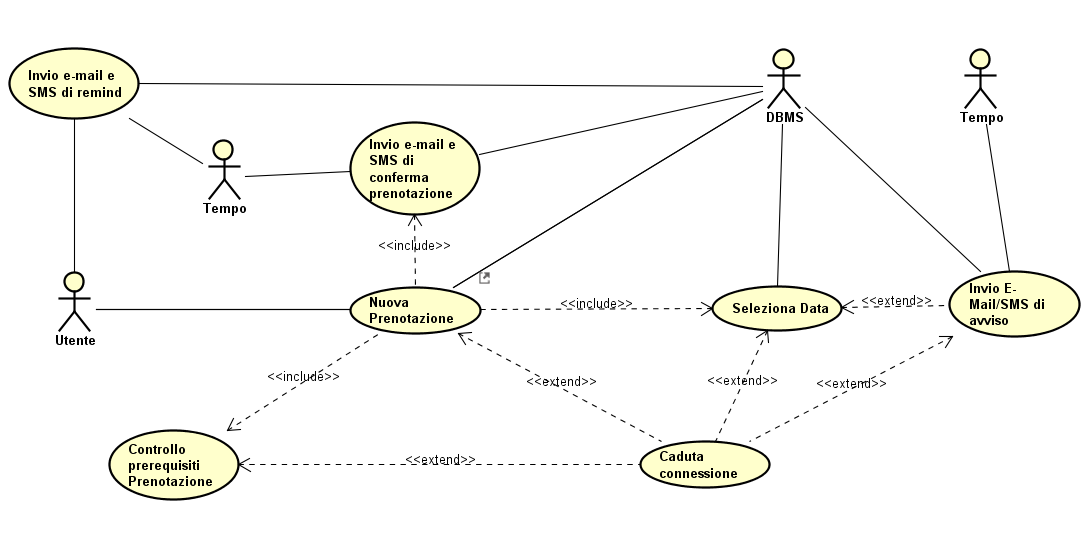 Invio e-mail e
SMS di remind
DBMS
Tempo
Invio e-mail e
SMS di
conferma
prenotazione
Tempo
<<include>>
Utente
Nuova
Prenotazione
<<include>>
Seleziona Data
<<extend>>
Invio E-
Mail/SMS di
avviso
<<include>>
<<extend>>
<<extend>>
<<extend>>
Controllo
prerequisiti
Prenotazione
<<extend>>
Caduta
connessione